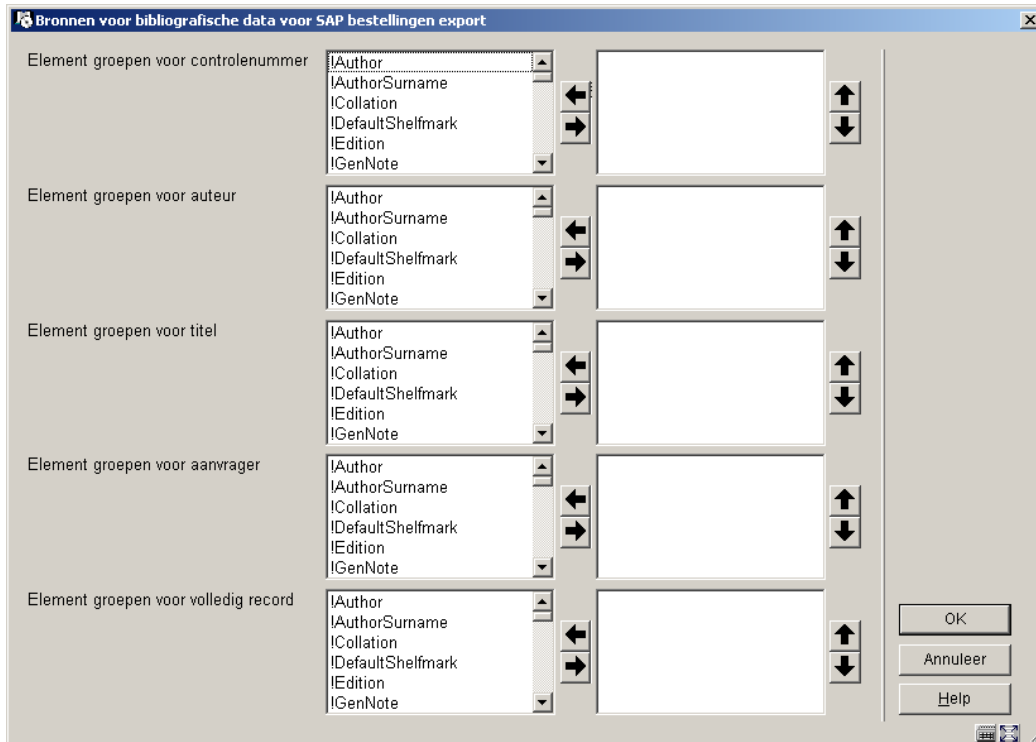 Bronnen voor bibliografische data voor SAP bestellingen export
Element groepen voor controlenummer
!Author
!AuthorSurname
!Collation
!DefaultShelfmark
!Edition
!GenNote
Element groepen voor auteur
!Author
!AuthorSurname
!Collation
!DefaultShelfmark
!Edition
!GenNote
Element groepen voor titel
!Author
!AuthorSurname
!Collation
!DefaultShelfmark
!Edition
!GenNote
Element groepen voor aanvrager
!Author
!AuthorSurname
!Collation
!DefaultShelfmark
!Edition
!GenNote
Element groepen voor volledig record
!Author
!AuthorSurname
!Collation
!DefaultShelfmark
!Edition
!GenNote
OK
Annuleer
Help